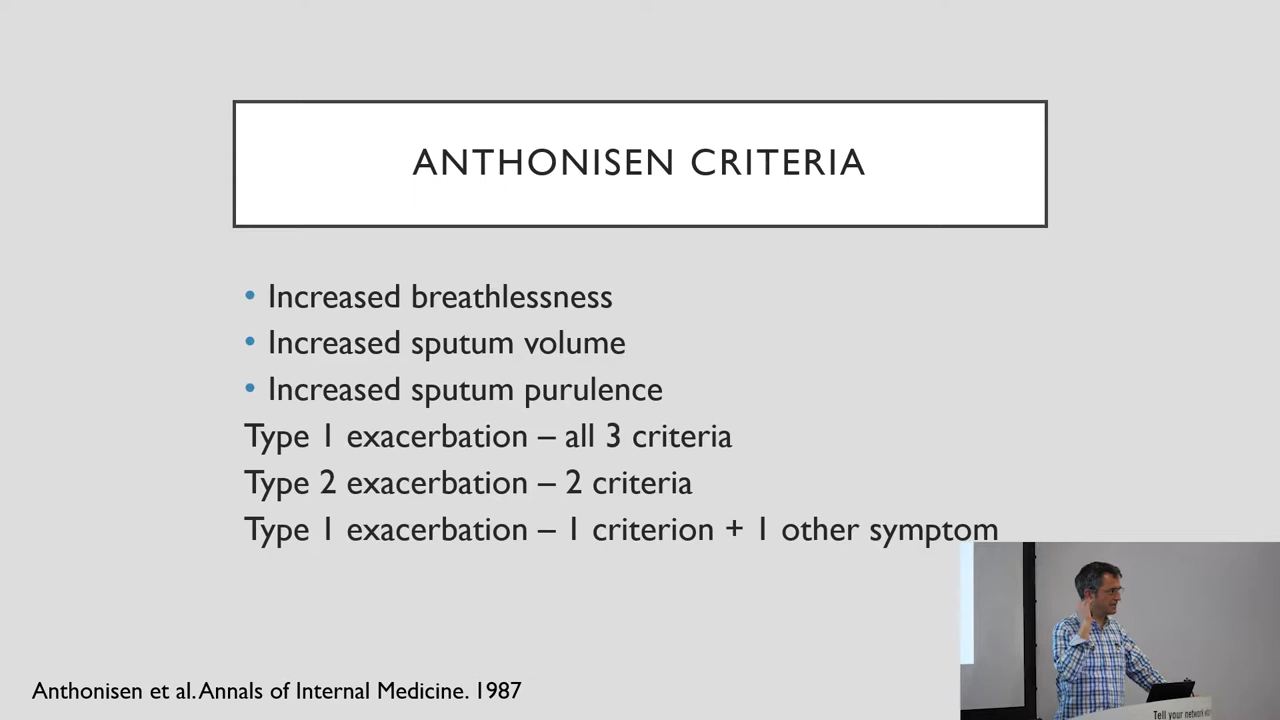 ANTHONISEN CRITERIA
• Increased breathlessness
• Increased sputum volume
• Increased sputum purulence
Type 1 exacerbation – all 3 criteria
Type 2 exacerbation – 2 criteria
Type 1 exacerbation – 1 criterion + 1 other symptom
Anthonisen et al. Annals of Internal Medicine. 1987
Tell your network